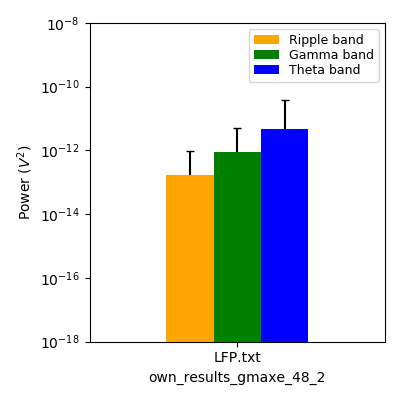 Ripple band
Gamma band
Theta band
10⁻⁸
10⁻¹⁰
10⁻¹²
10⁻¹⁴
10⁻¹⁶
10⁻¹⁸
Power (V²)
LFP.txt
own_results_gmaxe_48_2